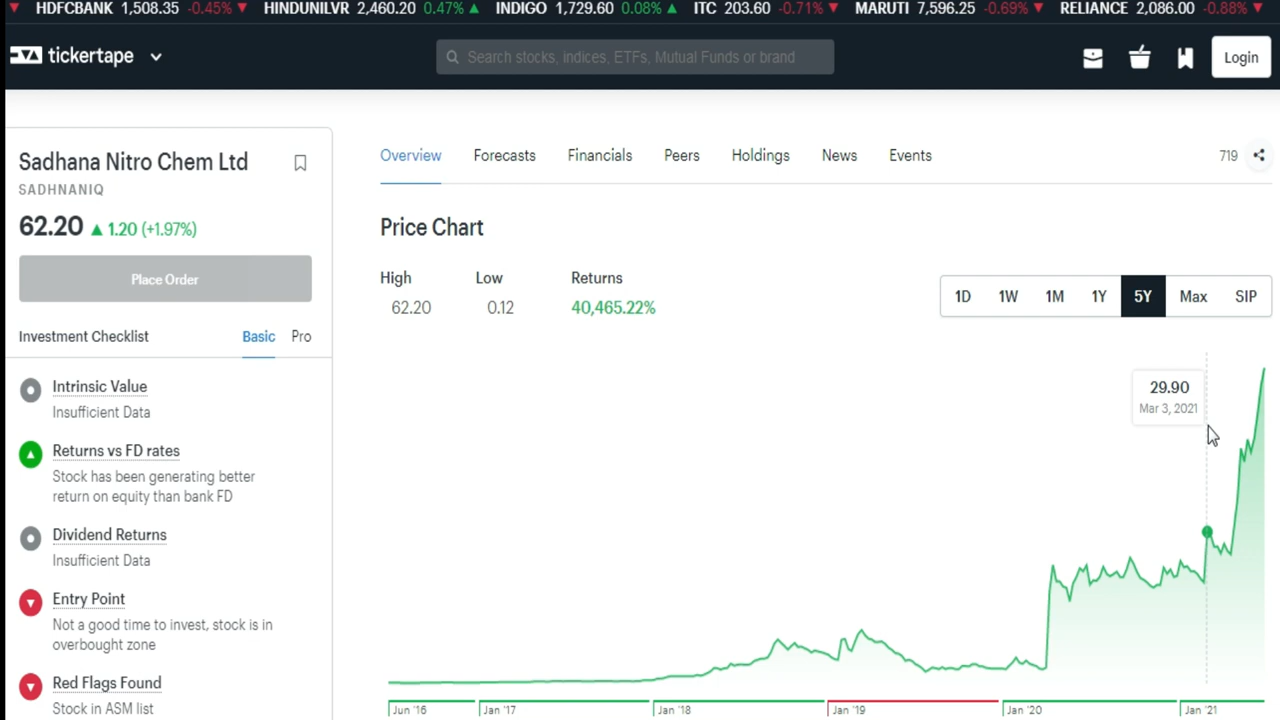 HDFCBANK 1,508.35 -0.45% ▼ HINDUNILVR 2,460.20 0.47% ▲ INDIGO 1,729.60 0.08% ▲ ITC 203.60 -0.71% ▼ MARUTI 7,596.25 -0.69% ▼ RELIANCE 2,086.00 -0.88% ▼
tickertape
Search stocks, indices, ETFs, Mutual Funds or brand
Login
Sadhana Nitro Chem Ltd
SADHNANIQ
62.20 ▲ 1.20 (+1.97%)
Place Order
Investment Checklist Basic Pro
Intrinsic Value
Insufficient Data
Returns vs FD rates
Stock has been generating better
return on equity than bank FD
Dividend Returns
Insufficient Data
Entry Point
Not a good time to invest, stock is in
overbought zone
Red Flags Found
Stock in ASM list
Overview Forecasts Financials Peers Holdings News Events 719
Price Chart
High Low Returns
62.20 0.12 40,465.22%
1D 1W 1M 1Y 5Y Max SIP
29.90
Mar 3, 2021
Jun '16 Jan '17 Jan '18 Jan '19 Jan '20 Jan '21